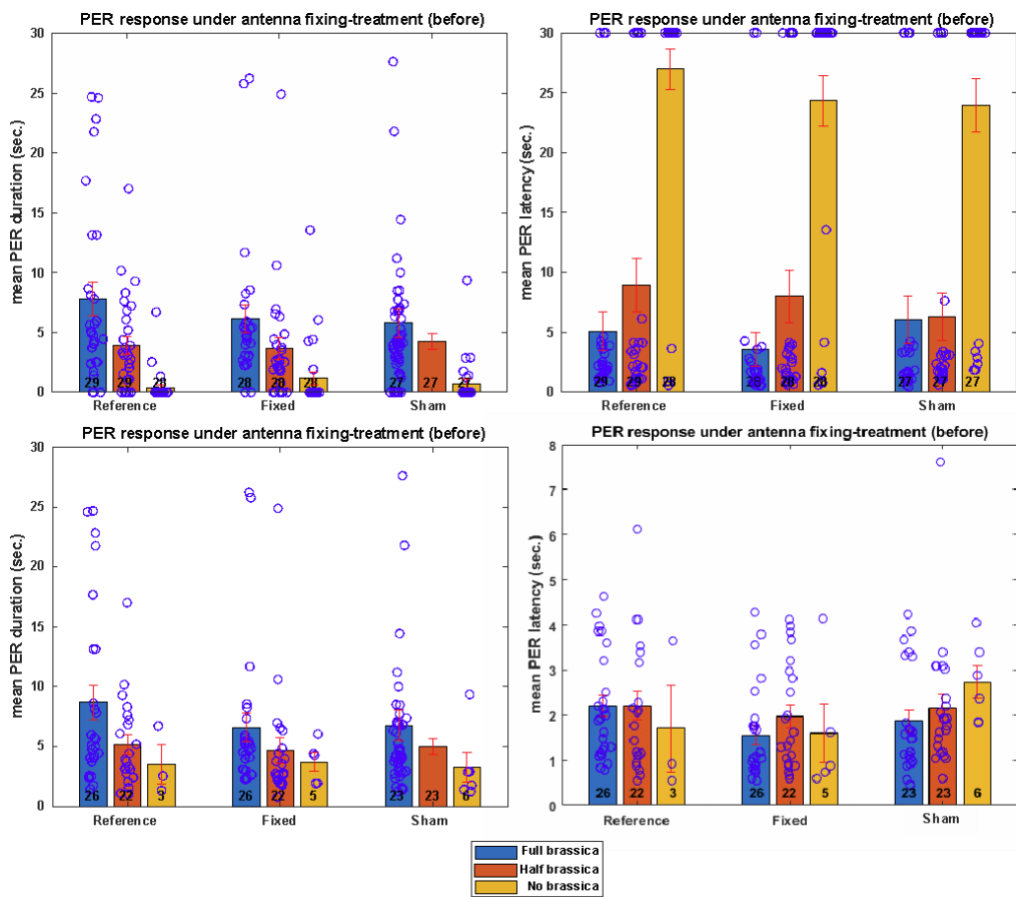 PER response under antenna fixing-treatment (before)
mean PER duration (sec.)
30
25
20
15
10
5
0
29 29 28 28 28 28 27 27 27
Reference Fixed Sham
PER response under antenna fixing-treatment (before)
mean PER latency (sec.)
30
25
20
15
10
5
0
29 29 28 28 28 28 27 27 27
Reference Fixed Sham
PER response under antenna fixing-treatment (before)
mean PER duration (sec.)
30
25
20
15
10
5
0
26 22 3 26 22 5 23 23 6
Reference Fixed Sham
PER response under antenna fixing-treatment (before)
mean PER latency (sec.)
8
7
6
5
4
3
2
1
0
26 22 3 26 22 5 23 23 6
Reference Fixed Sham
Full brassica
Half brassica
No brassica